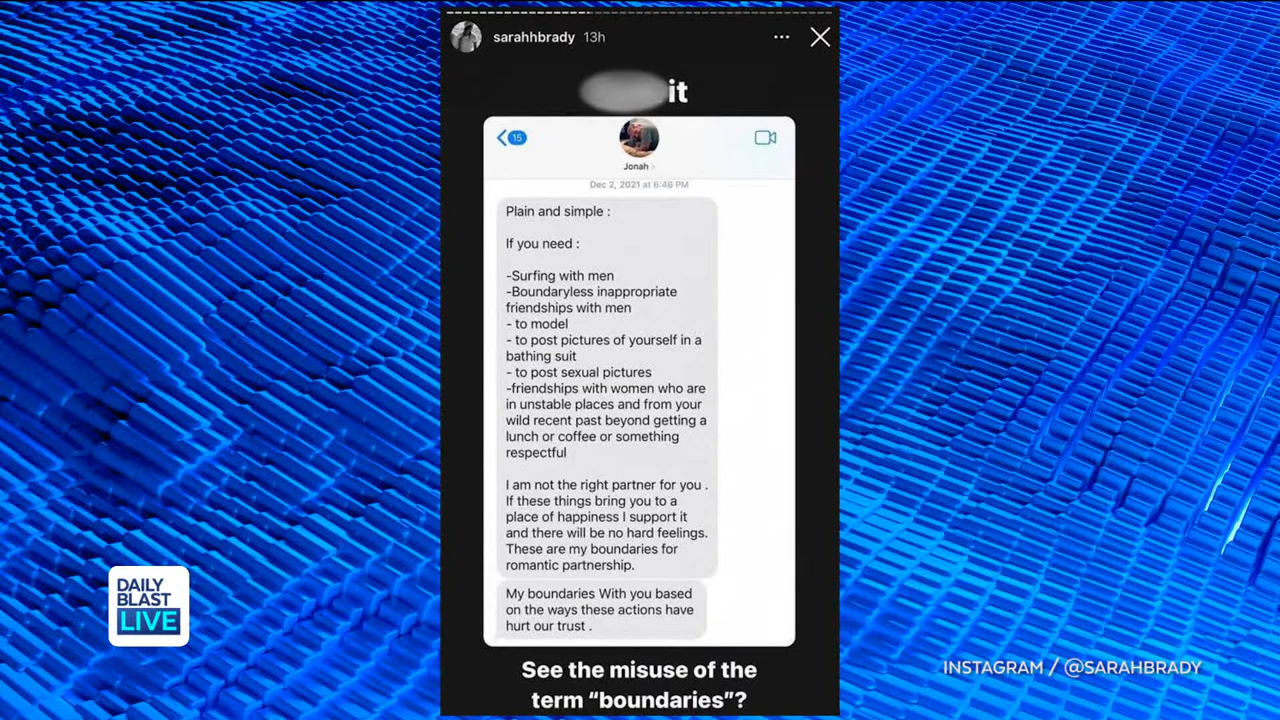 sarahhbrady 13h
it
15
Jonah
Dec 2, 2021 at 6:46 PM
Plain and simple :
If you need :
-Surfing with men
-Boundaryless inappropriate
friendships with men
- to model
- to post pictures of yourself in a
bathing suit
- to post sexual pictures
-friendships with women who are
in unstable places and from your
wild recent past beyond getting a
lunch or coffee or something
respectful
I am not the right partner for you .
If these things bring you to a
place of happiness I support it
and there will be no hard feelings.
These are my boundaries for
romantic partnership.
My boundaries With you based
on the ways these actions have
hurt our trust .
See the misuse of the
term “boundaries”?
DAILY
BLAST
LIVE
INSTAGRAM / @SARAHBRADY